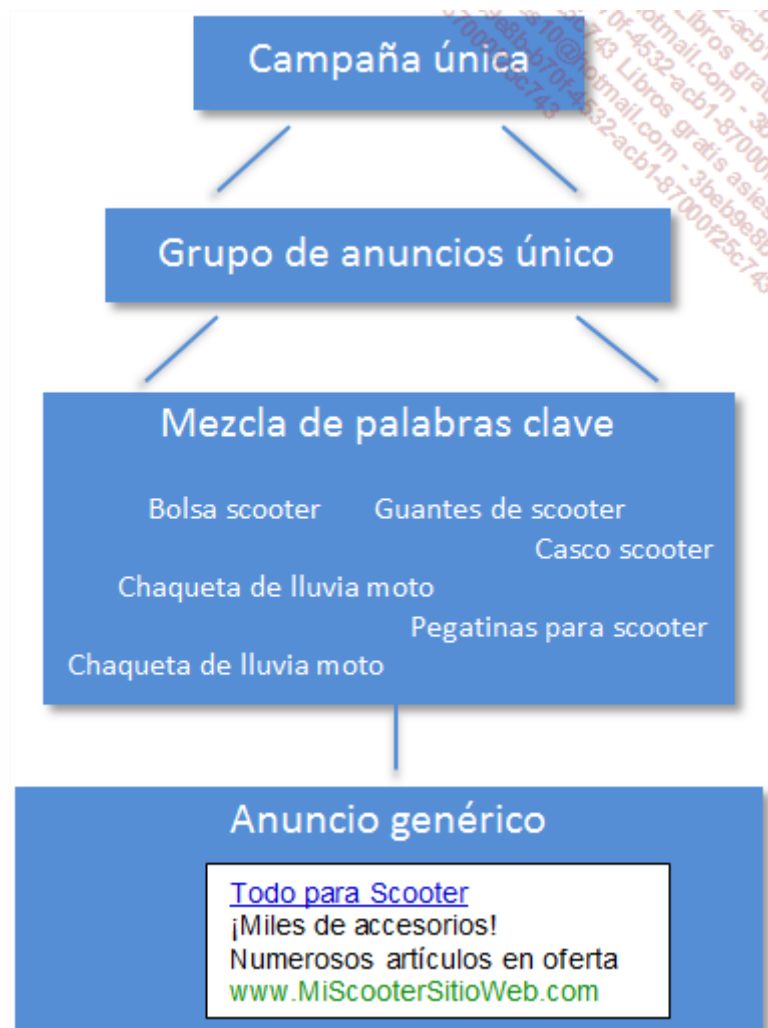 Campaña única
Grupo de anuncios único
Mezcla de palabras clave
Bolsa scooter Guantes de scooter
Casco scooter
Chaqueta de lluvia moto
Pegatinas para scooter
Chaqueta de lluvia moto
Anuncio genérico
Todo para Scooter
¡Miles de accesorios!
Numerosos artículos en oferta
www.MiScooterSitioWeb.com